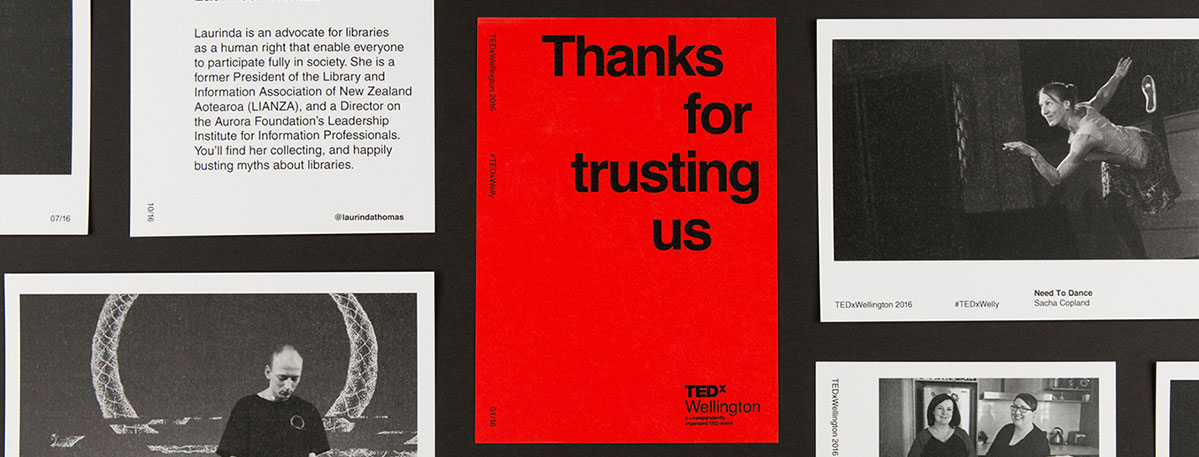 Laurinda is an advocate for libraries
as a human right that enable everyone
to participate fully in society. She is a
former President of the Library and
Information Association of New Zealand
Aotearoa (LIANZA), and a Director on
the Aurora Foundation’s Leadership
Institute for Information Professionals.
You’ll find her collecting, and happily
busting myths about libraries.
07/16
10/16
@laurindathomas
TEDxWellington 2016
#TEDxWelly
01/16
Thanks
for
trusting
us
TEDx
Wellington
x = independently
organized TED event
TEDxWellington 2016
#TEDxWelly
Need To Dance
Sacha Copland
TEDxWellington 2016